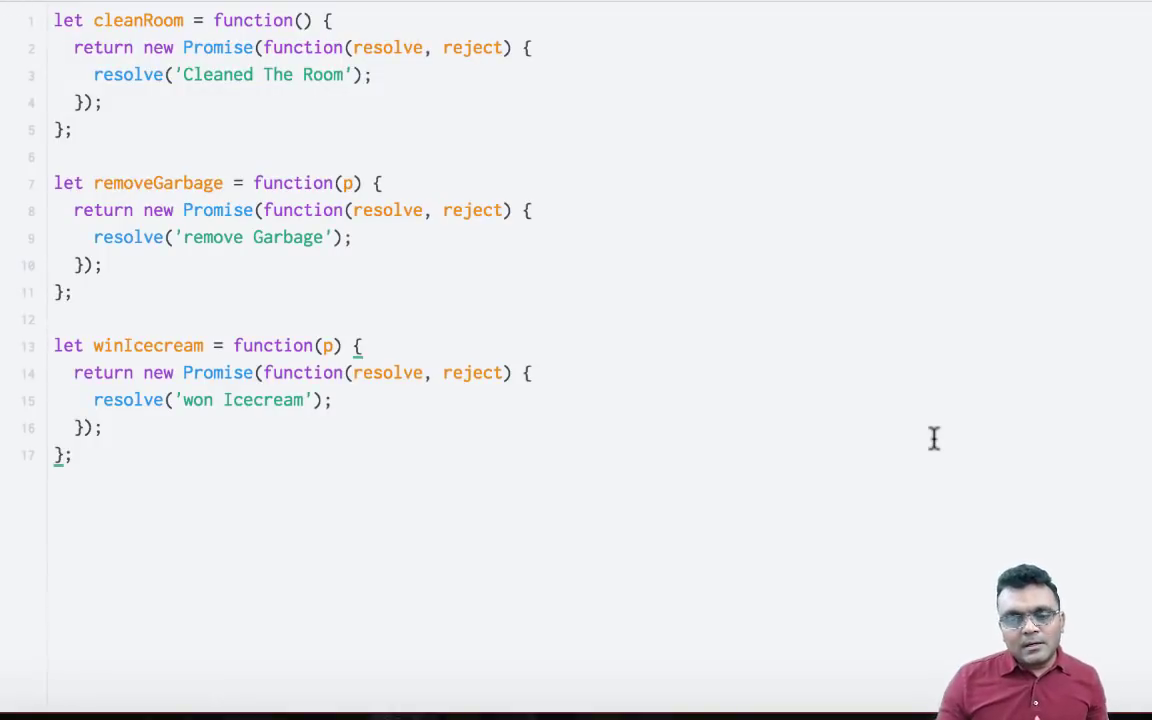 1 let cleanRoom = function() {
2 return new Promise(function(resolve, reject) {
3 resolve('Cleaned The Room');
4 });
5 };
6
7 let removeGarbage = function(p) {
8 return new Promise(function(resolve, reject) {
9 resolve('remove Garbage');
10 });
11 };
12
13 let winIcecream = function(p) {
14 return new Promise(function(resolve, reject) {
15 resolve('won Icecream');
16 });
17 };